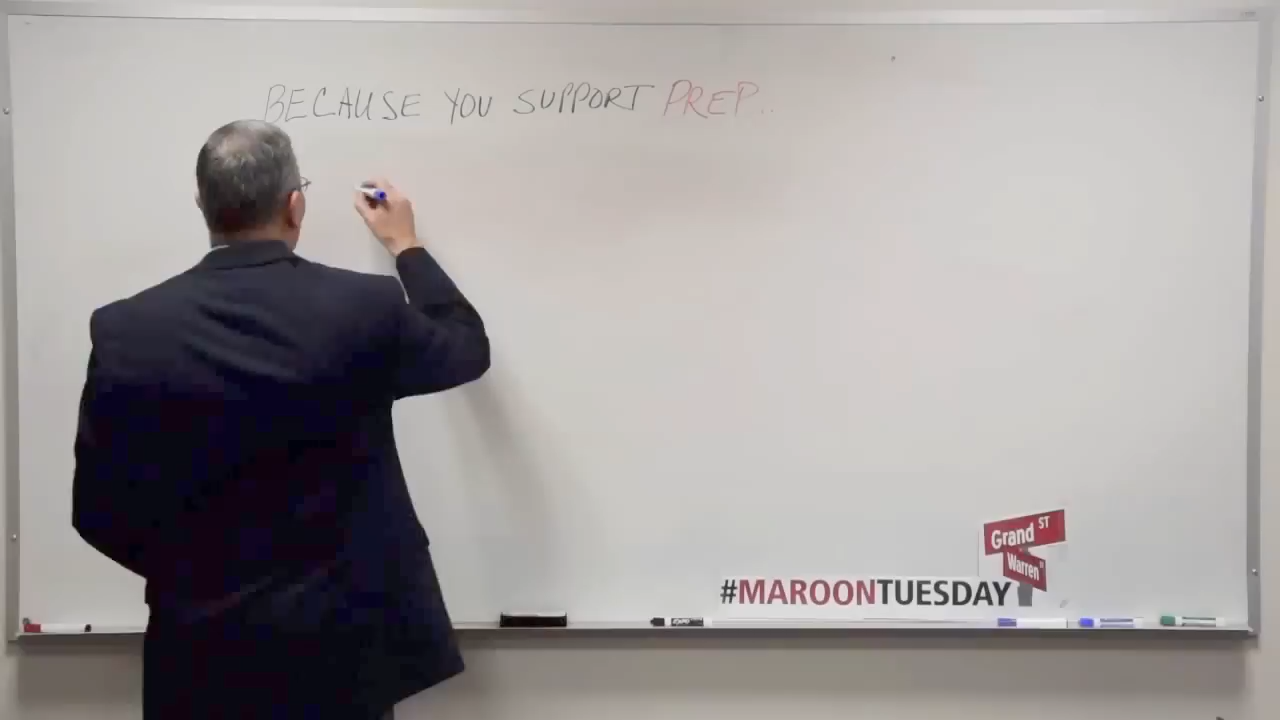 BECAUSE YOU SUPPORT PREP..
Grand ST
Warren
#MAROONTUESDAY